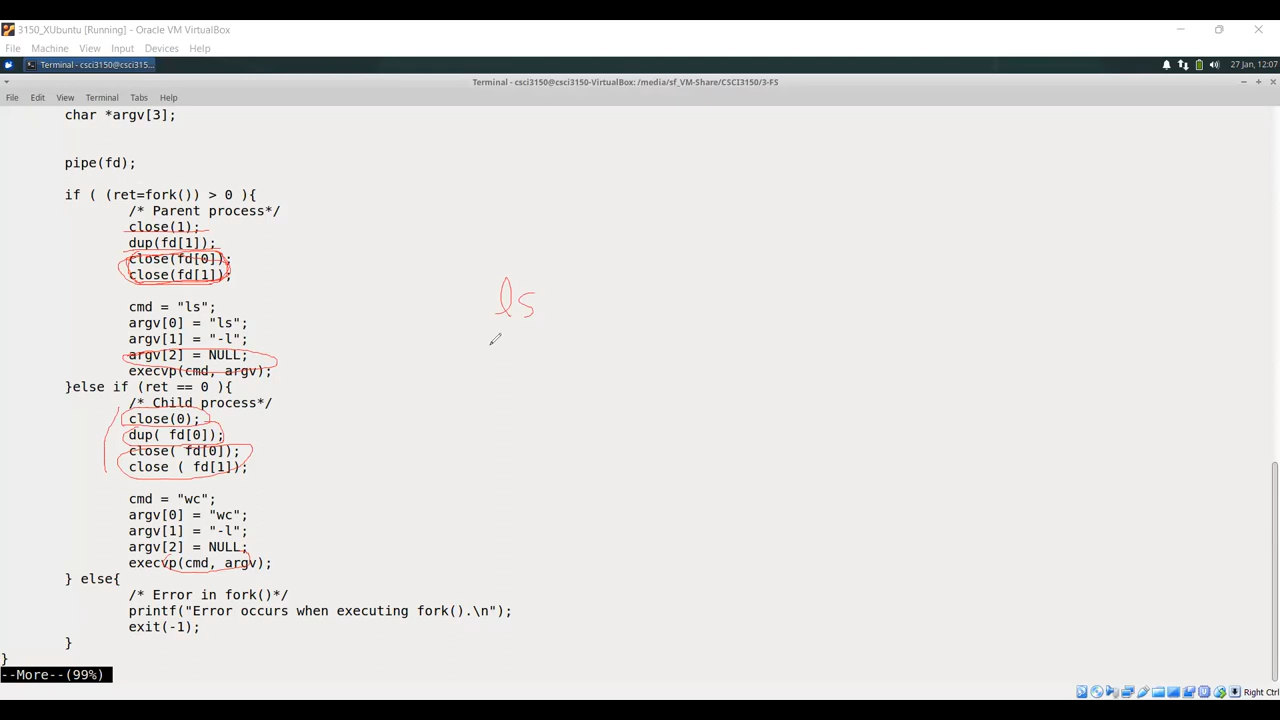 3150_XUbuntu [Running] - Oracle VM VirtualBox
File Machine View Input Devices Help
Terminal - csci3150@csci315... 27 Jan, 12:07
Terminal - csci3150@csci3150-VirtualBox: /media/sf_VM-Share/CSCI3150/3-FS
File Edit View Terminal Tabs Help
char *argv[3];
pipe(fd);
if ( (ret=fork()) > 0 ){
/* Parent process*/
close(1);
dup(fd[1]);
close(fd[0]);
close(fd[1]);
cmd = "ls";
argv[0] = "ls";
ls
argv[1] = "-l";
argv[2] = NULL;
execvp(cmd, argv);
}else if (ret == 0 ){
/* Child process*/
close(0);
dup( fd[0]);
close( fd[0]);
close ( fd[1]);
cmd = "wc";
argv[0] = "wc";
argv[1] = "-l";
argv[2] = NULL;
execvp(cmd, argv);
} else{
/* Error in fork()*/
printf("Error occurs when executing fork().\n");
exit(-1);
}
}
--More--(99%)
Right Ctrl